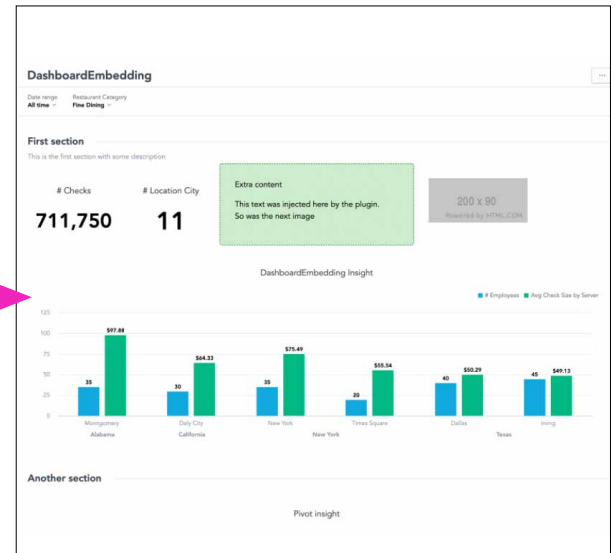 DashboardEmbedding
...
Date range Restaurant Category
All time Fine Dining
First section
This is the first section with some description
# Checks
711,750
# Location City
11
Extra content
This text was injected here by the plugin.
So was the next image
200 x 90
Powered by HTML.COM
DashboardEmbedding Insight
# Employees Avg Check Size by Server
125
100
75
50
25
0
35 $97.88 30 $64.33 35 $75.49 20 $55.54 40 $50.29 45 $49.13
Montgomery Daly City New York Times Square Dallas Irving
Alabama California New York Texas
Another section
Pivot insight